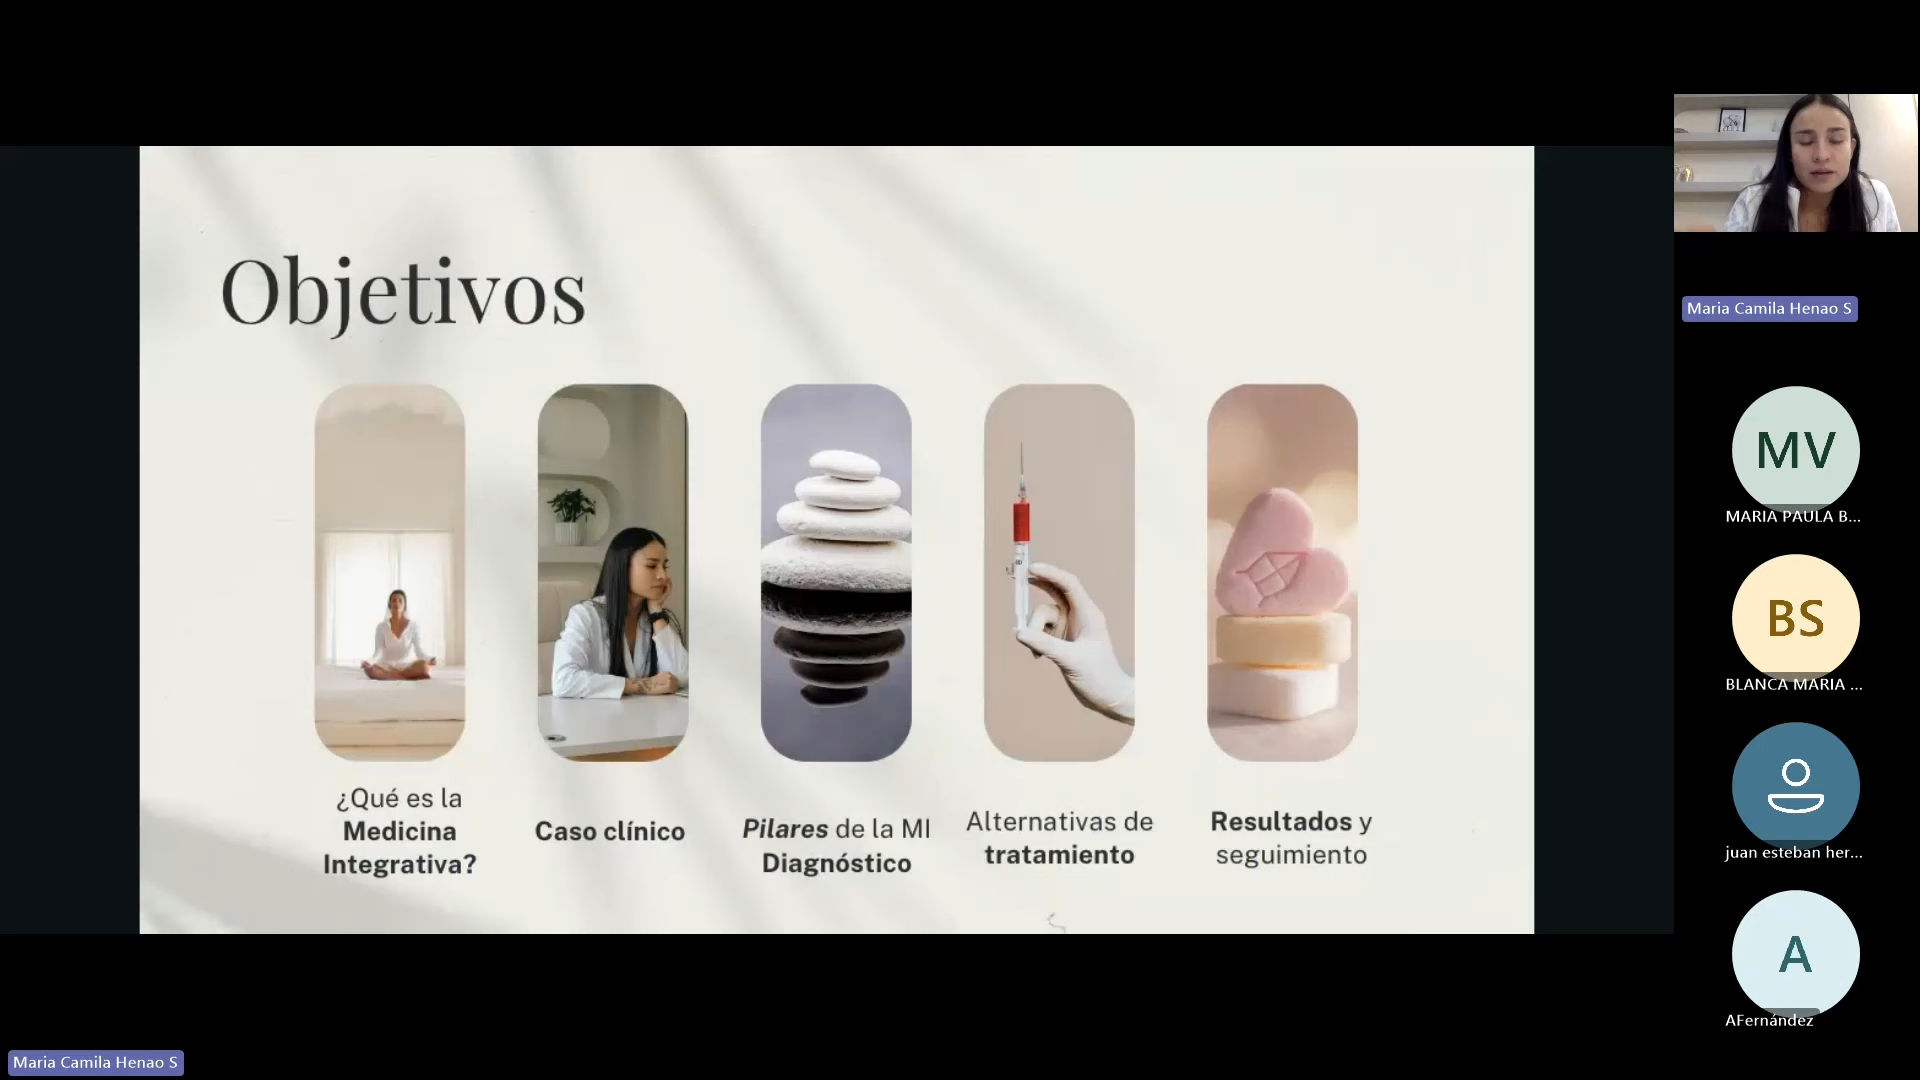 Objetivos
¿Qué es la
Medicina
Integrativa?
Caso clínico
Pilares de la MI
Diagnóstico
Alternativas de
tratamiento
Resultados y
seguimiento
Maria Camila Henao S
MV
MARIA PAULA B...
BS
BLANCA MARIA ...
juan esteban her...
A
AFernández
Maria Camila Henao S